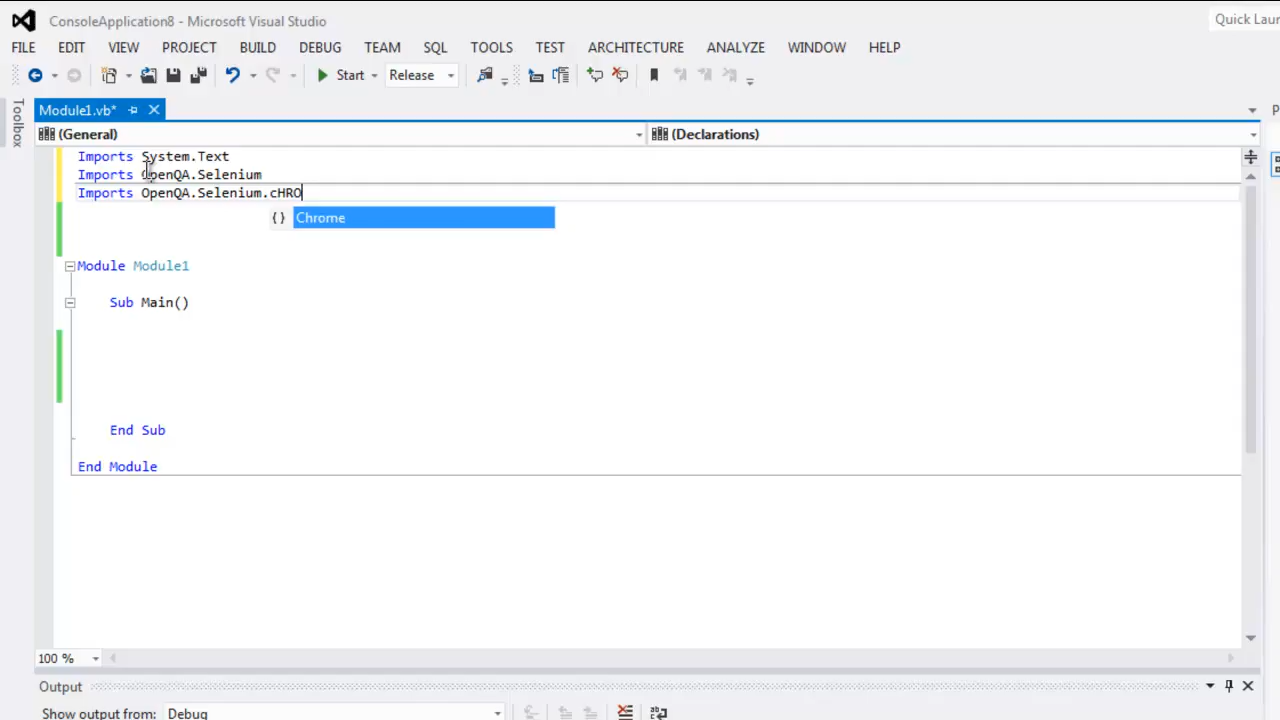 ConsoleApplication8 - Microsoft Visual Studio
Quick Laun
FILE EDIT VIEW PROJECT BUILD DEBUG TEAM SQL TOOLS TEST ARCHITECTURE ANALYZE WINDOW HELP
Start Release
Toolbox
Module1.vb*
P
(General) (Declarations)
Imports System.Text
Imports OpenQA.Selenium
Imports OpenQA.Selenium.cHRO
{} Chrome
Module Module1
Sub Main()
End Sub
End Module
100 %
Output
Show output from: Debug